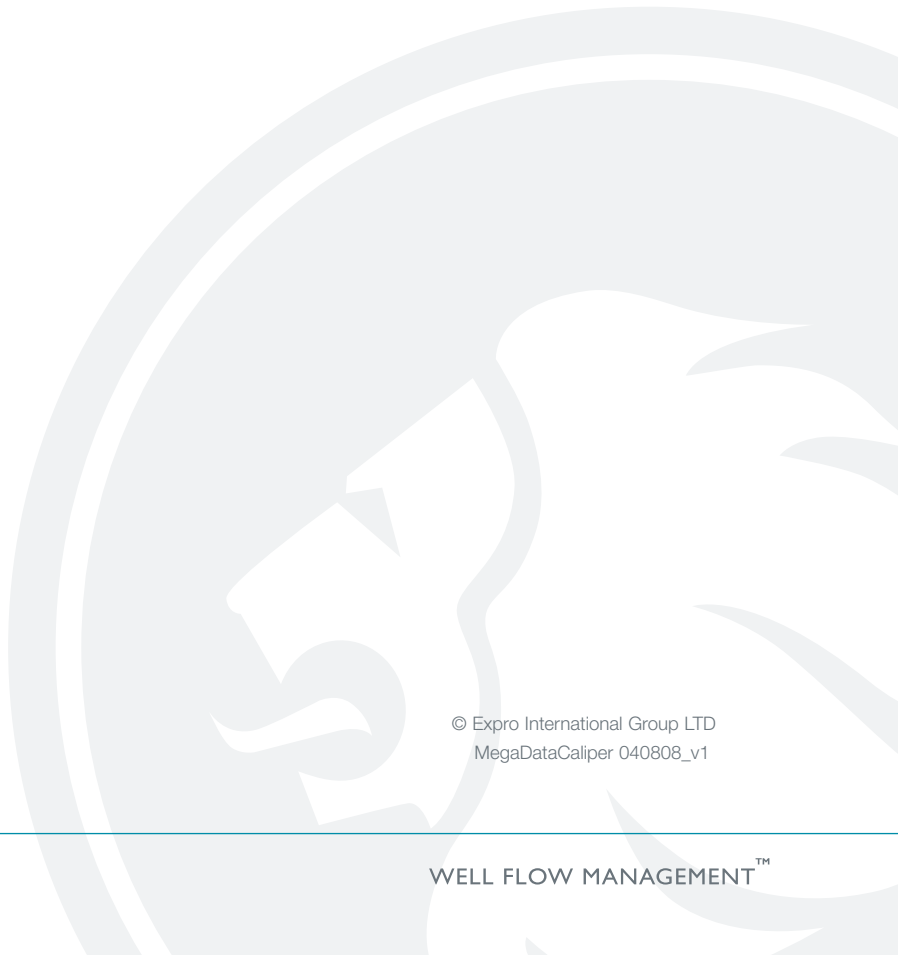 © Expro International Group LTD
MegaDataCaliper 040808_v1
WELL FLOW MANAGEMENT™